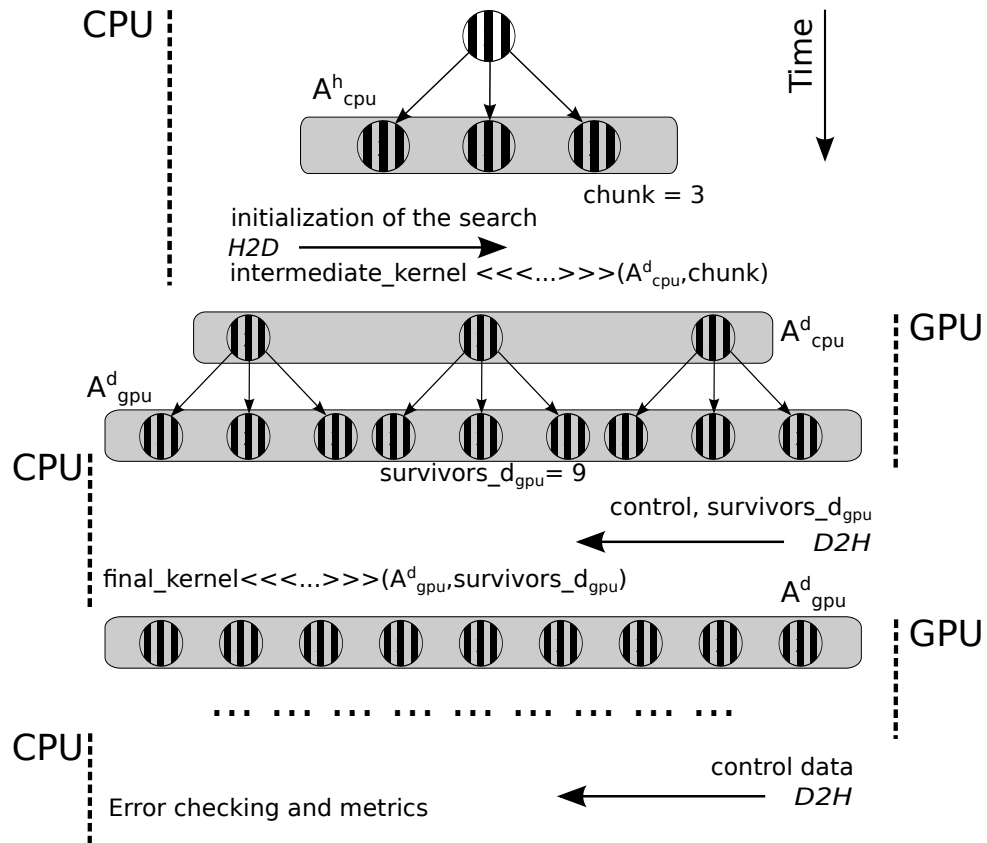 CPU
Time
A^h_cpu
chunk = 3
initialization of the search
H2D
intermediate_kernel <<<...>>>(A^d_cpu,chunk)
GPU
A^d_cpu
A^d_gpu
CPU
survivors_d_gpu= 9
control, survivors_d_gpu
D2H
final_kernel<<<...>>>(A^d_gpu,survivors_d_gpu)
A^d_gpu
GPU
... ... ... ... ... ... ... ... ...
CPU
control data
D2H
Error checking and metrics